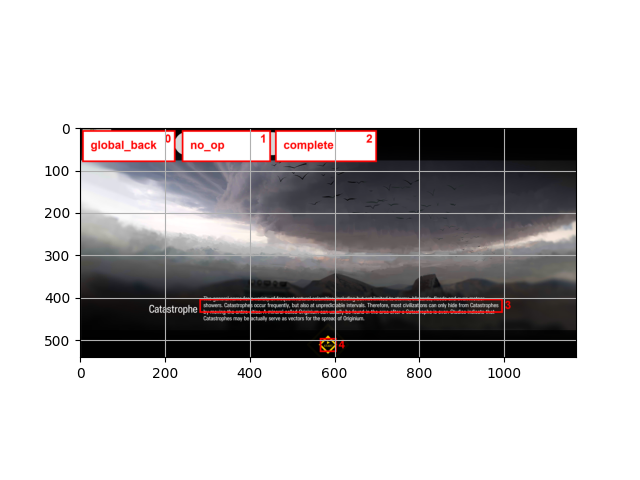 0
100
200
300
400
500
global_back 0
no_op 1
complete 2
Catastrophe
showers. Catastrophes occur frequently, but also at unpredictable intervals. Therefore, most civilizations can only hide from Catastrophes
by moving the entire cities. A mineral called Originium can usually be found in the area after a Catastrophe is over. Studies indicate that
Catastrophes may be actually serve as vectors for the spread of Originium.
3
4
0 200 400 600 800 1000